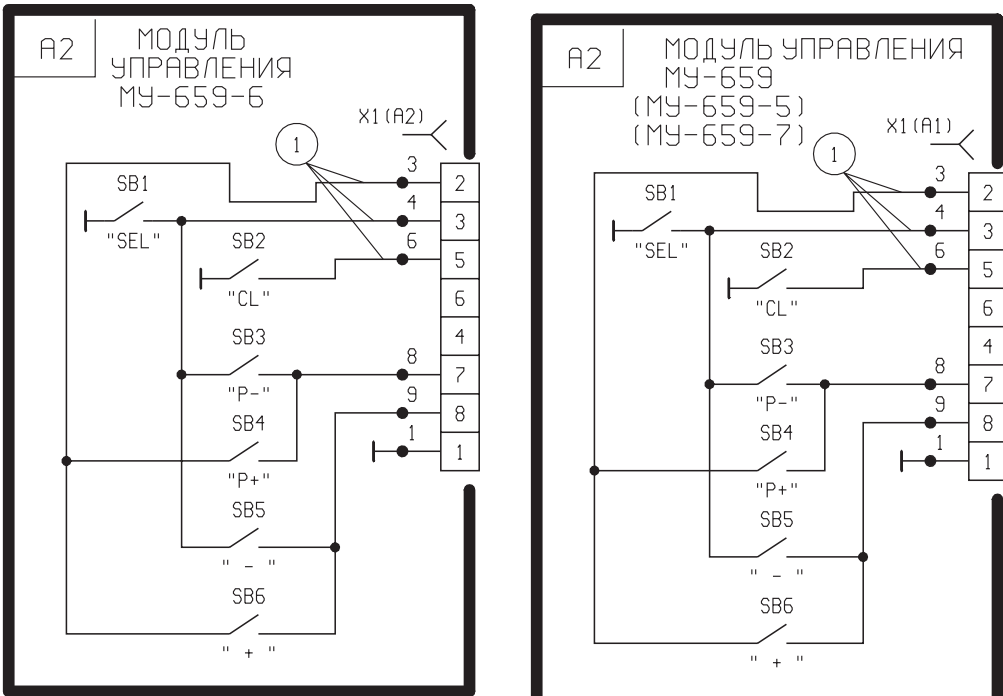 A2
МОДУЛЬ
УПРАВЛЕНИЯ
МУ-659-6
X1(A2)
1
3
2
SB1
4
3
"SEL"
SB2
6
5
"CL"
6
SB3
4
8
7
"P-"
9
SB4
8
1
1
"P+"
SB5
" - "
SB6
" + "
A2
МОДУЛЬ УПРАВЛЕНИЯ
МУ-659
(МУ-659-5)
(МУ-659-7)
X1(A1)
1
3
2
SB1
4
3
"SEL"
SB2
6
5
"CL"
6
SB3
4
8
7
"P-"
9
SB4
8
1
1
"P+"
SB5
" - "
SB6
" + "